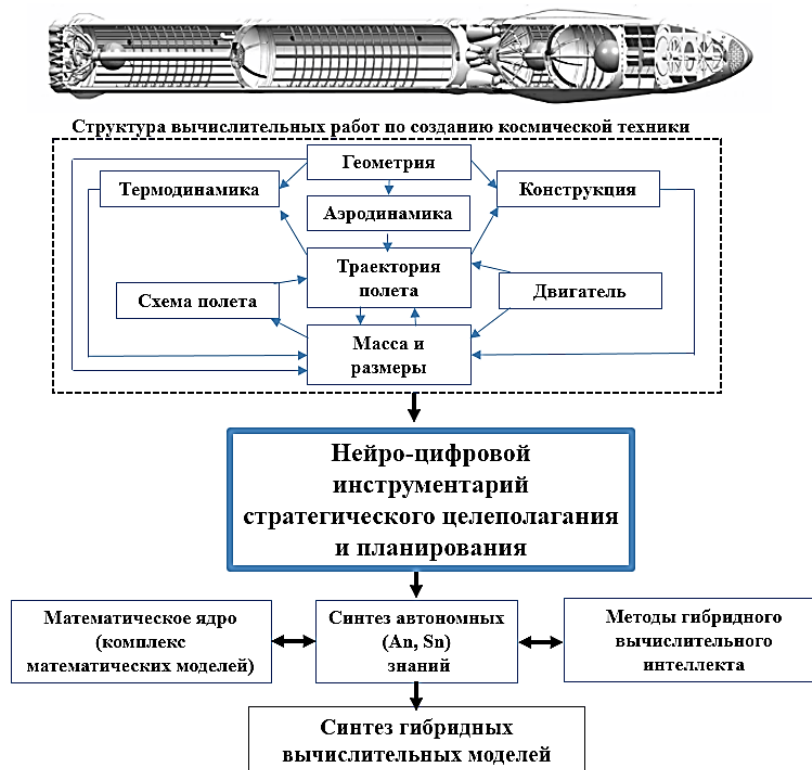 Структура вычислительных работ по созданию космической техники
Геометрия
Термодинамика
Конструкция
Аэродинамика
Траектория
полета
Схема полета
Двигатель
Масса и
размеры
Нейро-цифровой
инструментарий
стратегического целеполагания
и планирования
Математическое ядро
(комплекс
математических моделей)
Синтез автономных
(An, Sn)
знаний
Методы гибридного
вычислительного
интеллекта
Синтез гибридных
вычислительных моделей